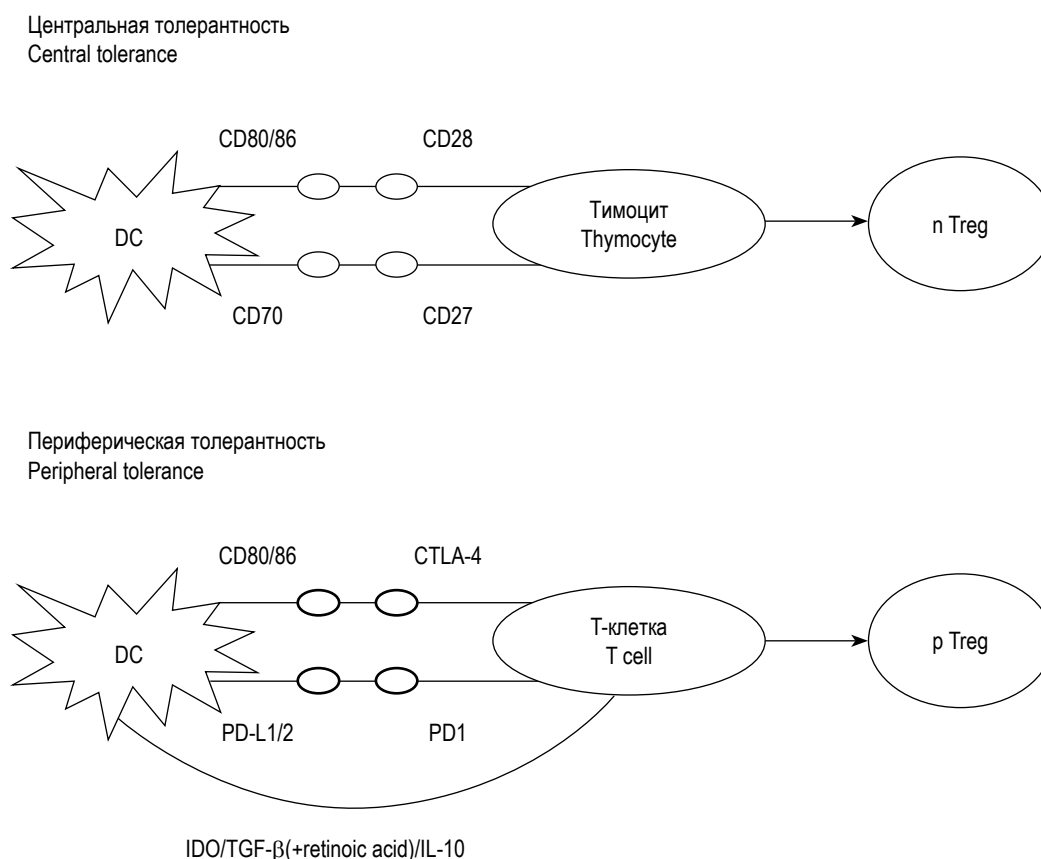 Центральная толерантность
Central tolerance
CD80/86
CD28
DC
Тимоцит
Thymocyte
n Treg
CD70
CD27
Периферическая толерантность
Peripheral tolerance
CD80/86
CTLA-4
DC
Т-клетка
T cell
p Treg
PD-L1/2
PD1
IDO/TGF-β(+retinoic acid)/IL-10